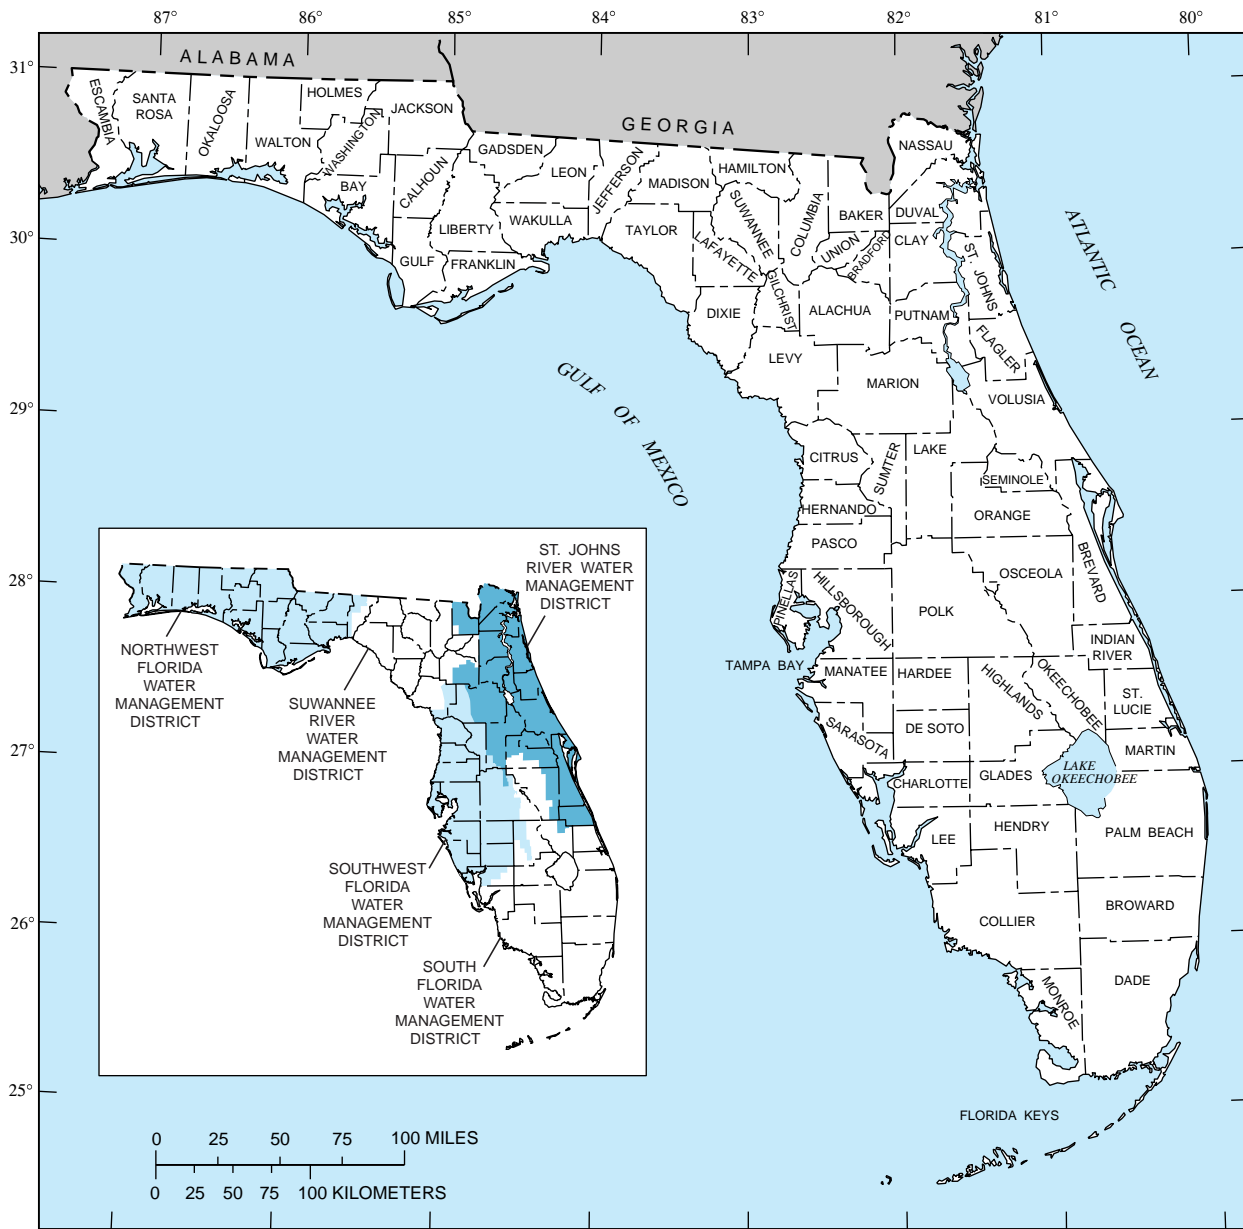 87° 86° 85° 84° 83° 82° 81° 80°
31°
30°
29°
28°
27°
26°
25°
ALABAMA
GEORGIA
ATLANTIC OCEAN
GULF OF MEXICO
ESCAMBIA
SANTA
ROSA
OKALOOSA
WALTON
HOLMES
WASHINGTON
JACKSON
BAY
CALHOUN
GULF
GADSDEN
LIBERTY
FRANKLIN
LEON
WAKULLA
JEFFERSON
MADISON
TAYLOR
HAMILTON
SUWANNEE
LAFAYETTE
DIXIE
COLUMBIA
GILCHRIST
BAKER
UNION
BRADFORD
ALACHUA
LEVY
NASSAU
DUVAL
CLAY
ST. JOHNS
PUTNAM
FLAGLER
MARION
VOLUSIA
CITRUS
SUMTER
LAKE
SEMINOLE
HERNANDO
ORANGE
PASCO
BREVARD
OSCEOLA
PINELLAS
HILLSBOROUGH
POLK
INDIAN
RIVER
TAMPA BAY
MANATEE
HARDEE
HIGHLANDS
OKEECHOBEE
ST.
LUCIE
SARASOTA
DE SOTO
MARTIN
CHARLOTTE
GLADES
LAKE
OKEECHOBEE
LEE
HENDRY
PALM BEACH
COLLIER
BROWARD
MONROE
DADE
FLORIDA KEYS
ST. JOHNS
RIVER WATER
MANAGEMENT
DISTRICT
NORTHWEST
FLORIDA
WATER
MANAGEMENT
DISTRICT
SUWANNEE
RIVER
WATER
MANAGEMENT
DISTRICT
SOUTHWEST
FLORIDA
WATER
MANAGEMENT
DISTRICT
SOUTH
FLORIDA
WATER
MANAGEMENT
DISTRICT
0 25 50 75 100 MILES
0 25 50 75 100 KILOMETERS